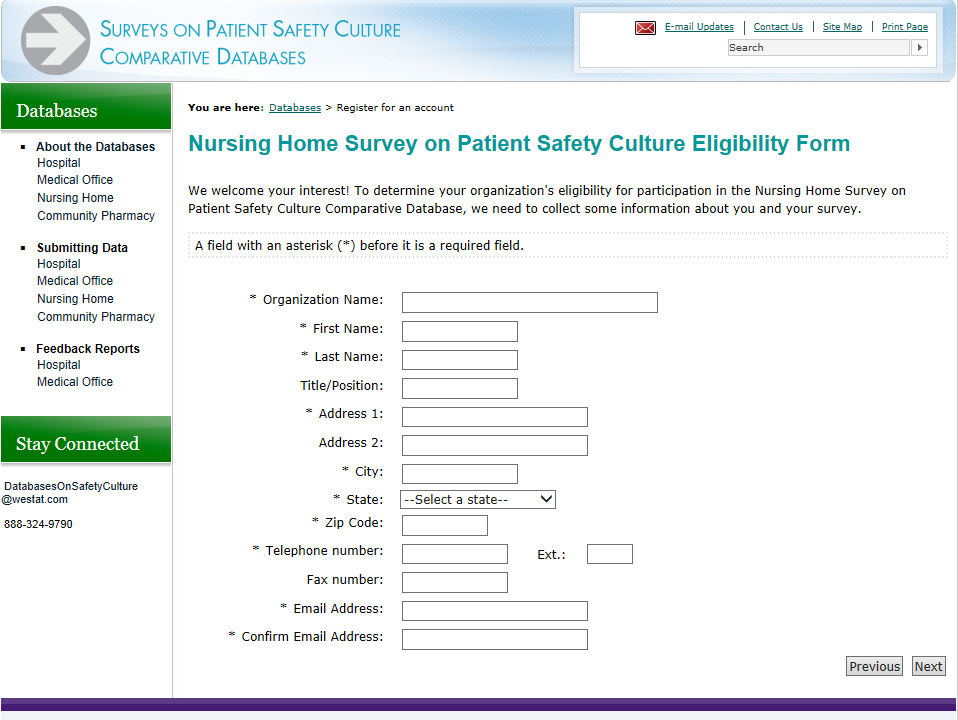 SURVEYS ON PATIENT SAFETY CULTURE
COMPARATIVE DATABASES
E-mail Updates | Contact Us | Site Map | Print Page
Search
Databases
About the Databases
Hospital
Medical Office
Nursing Home
Community Pharmacy
Submitting Data
Hospital
Medical Office
Nursing Home
Community Pharmacy
Feedback Reports
Hospital
Medical Office
Stay Connected
DatabasesOnSafetyCulture
@westat.com
888-324-9790
You are here: Databases > Register for an account
Nursing Home Survey on Patient Safety Culture Eligibility Form
We welcome your interest! To determine your organization's eligibility for participation in the Nursing Home Survey on
Patient Safety Culture Comparative Database, we need to collect some information about you and your survey.
A field with an asterisk (*) before it is a required field.
* Organization Name:
* First Name:
* Last Name:
Title/Position:
* Address 1:
Address 2:
* City:
* State: --Select a state--
* Zip Code:
* Telephone number: Ext.:
Fax number:
* Email Address:
* Confirm Email Address:
Previous Next